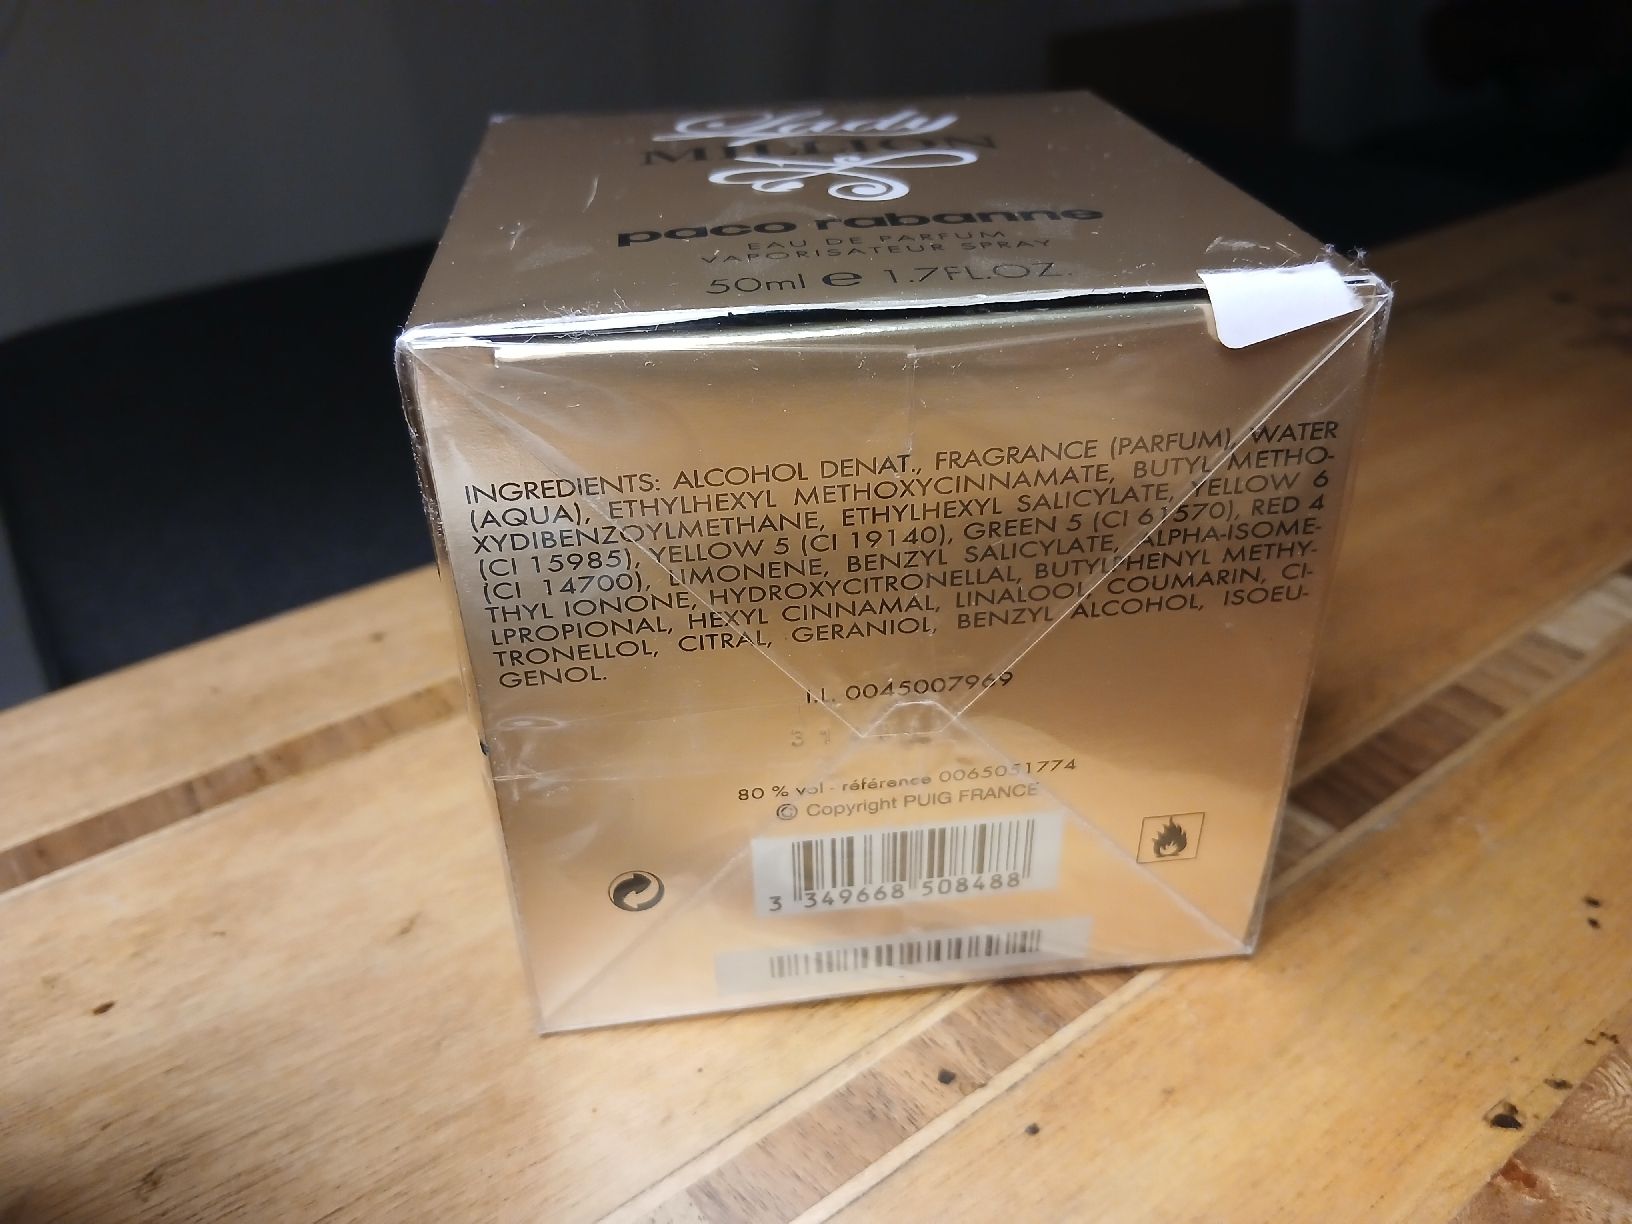 Lady
MILLION
paco rabanne
EAU DE PARFUM
VAPORISATEUR SPRAY
50ml e 1.7FL.OZ.
INGREDIENTS: ALCOHOL DENAT., FRAGRANCE (PARFUM), WATER
(AQUA), ETHYLHEXYL METHOXYCINNAMATE, BUTYL METHO-
XYDIBENZOYLMETHANE, ETHYLHEXYL SALICYLATE, YELLOW 6
(CI 15985), YELLOW 5 (CI 19140), GREEN 5 (CI 61570), RED 4
(CI 14700), LIMONENE, BENZYL SALICYLATE, ALPHA-ISOME-
THYL IONONE, HYDROXYCITRONELLAL, BUTYLPHENYL METHY-
LPROPIONAL, HEXYL CINNAMAL, LINALOOL, COUMARIN, CI-
TRONELLOL, CITRAL, GERANIOL, BENZYL ALCOHOL, ISOEU-
GENOL.
I.L. 0045007969
80 % vol - référence 0065051774
© Copyright PUIG FRANCE
3 349668 508488